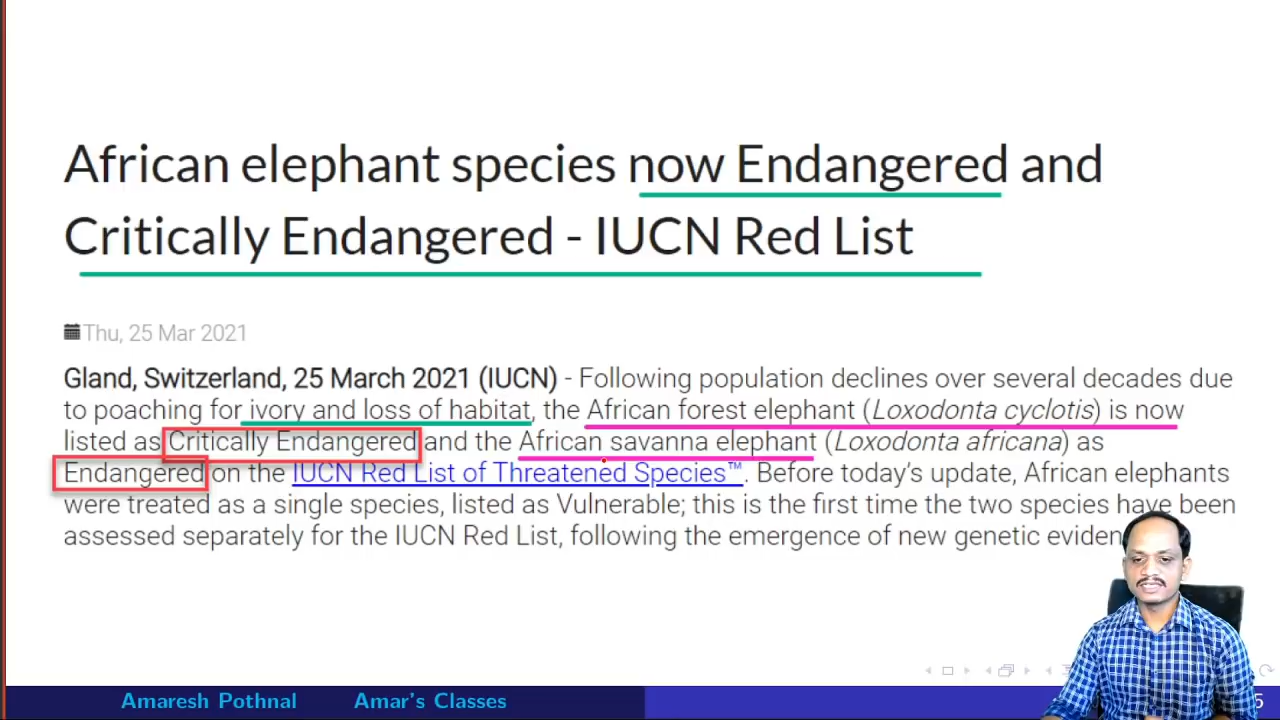 African elephant species now Endangered and
Critically Endangered - IUCN Red List
Thu, 25 Mar 2021
Gland, Switzerland, 25 March 2021 (IUCN) - Following population declines over several decades due
to poaching for ivory and loss of habitat, the African forest elephant (Loxodonta cyclotis) is now
listed as Critically Endangered and the African savanna elephant (Loxodonta africana) as
Endangered on the IUCN Red List of Threatened Species™. Before today's update, African elephants
were treated as a single species, listed as Vulnerable; this is the first time the two species have been
assessed separately for the IUCN Red List, following the emergence of new genetic
Amaresh Pothnal Amar's Classes